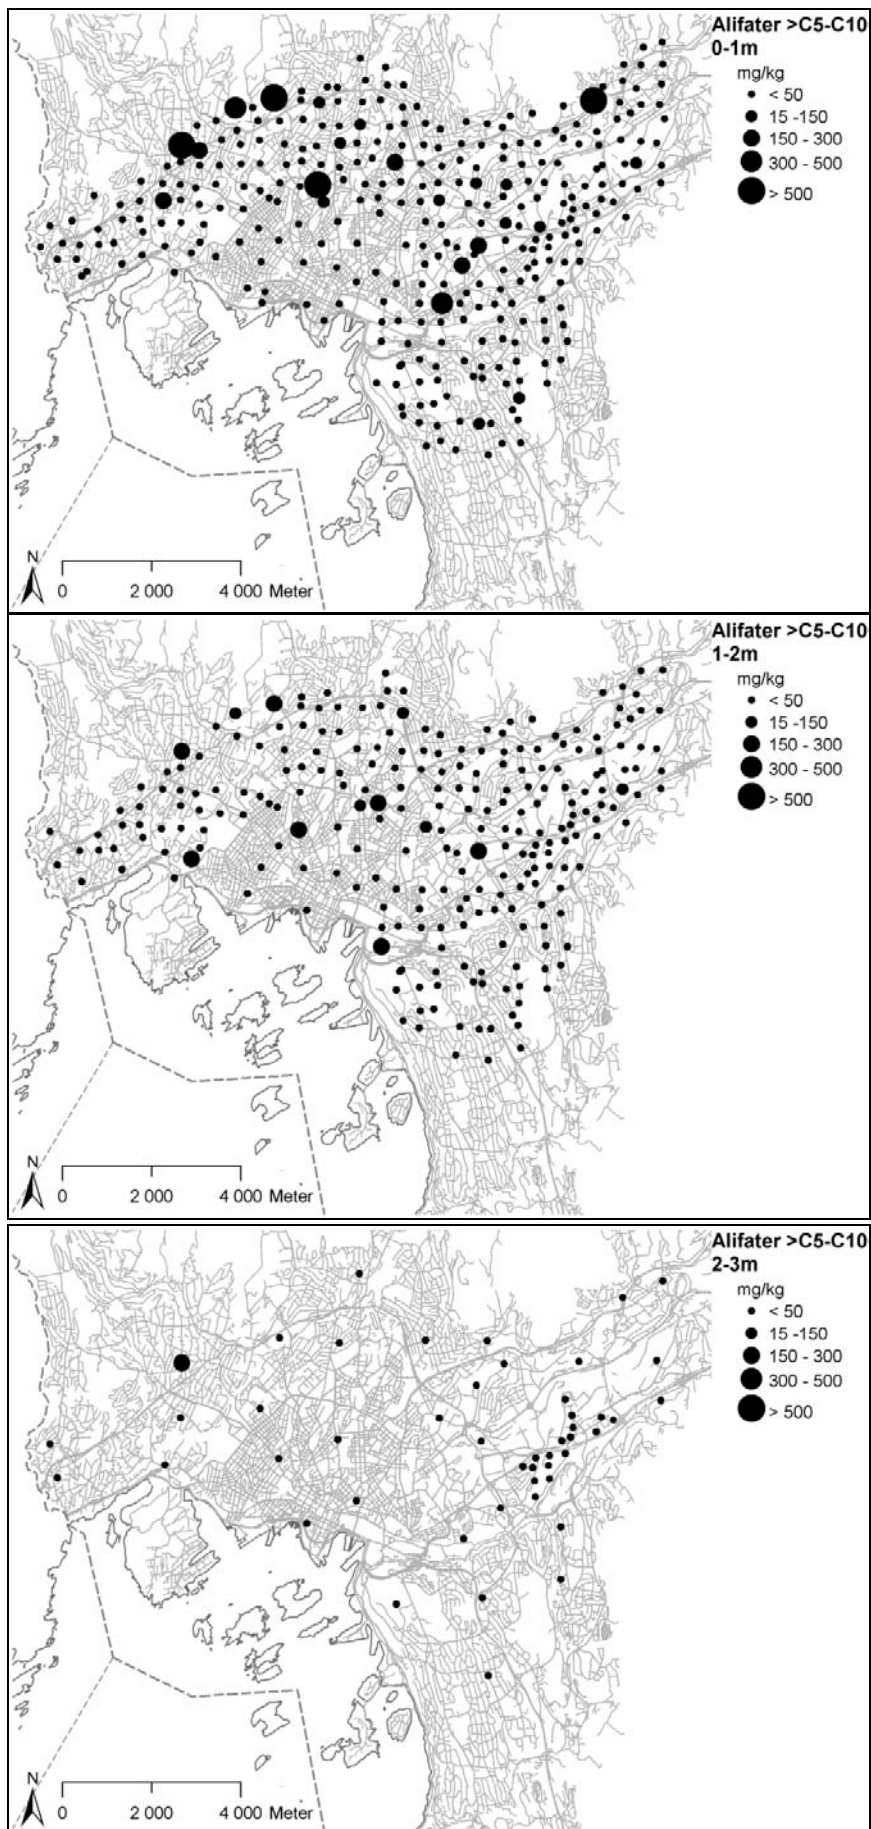 Alifater >C5-C10
0-1m
mg/kg
< 50
15 -150
150 - 300
300 - 500
> 500
N
0 2 000 4 000 Meter
Alifater >C5-C10
1-2m
mg/kg
< 50
15 -150
150 - 300
300 - 500
> 500
N
0 2 000 4 000 Meter
Alifater >C5-C10
2-3m
mg/kg
< 50
15 -150
150 - 300
300 - 500
> 500
N
0 2 000 4 000 Meter